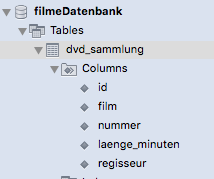 filmeDatenbank
Tables
dvd_sammlung
Columns
id
film
nummer
laenge_minuten
regisseur